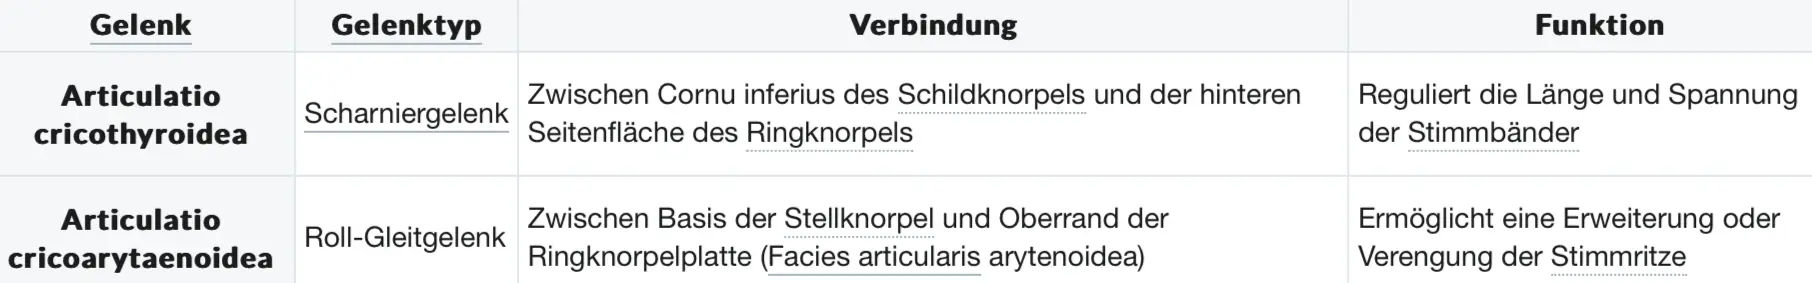 Gelenk Gelenktyp Verbindung Funktion
Articulatio cricothyroidea
Scharniergelenk
Zwischen Cornu inferius des Schildknorpels und der hinteren
Seitenfläche des Ringknorpels
Reguliert die Länge und Spannung
der Stimmbänder
Articulatio
cricoarytaenoidea
Roll-Gleitgelenk
Zwischen Basis der Stellknorpel und Oberrand der
Ringknorpelplatte (Facies articularis arytenoidea)
Ermöglicht eine Erweiterung oder
Verengung der Stimmritze